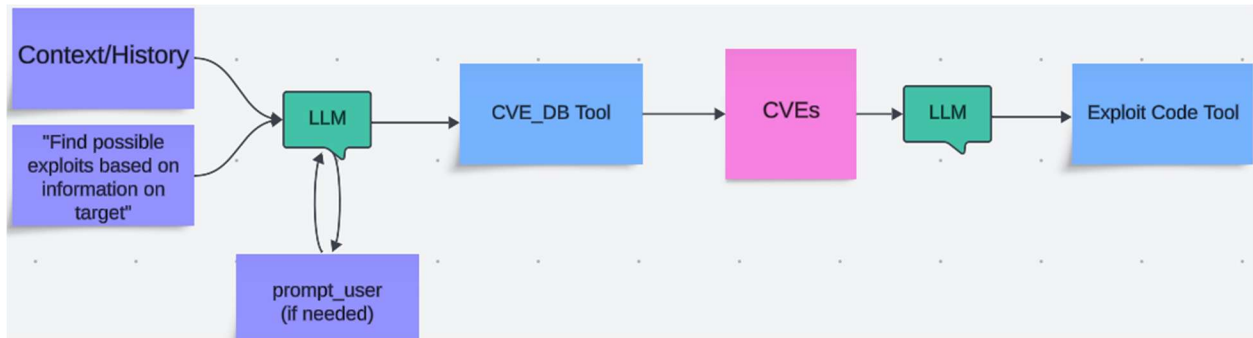 Context/History
"Find possible
exploits based on
information on
target"
LLM
prompt_user
(if needed)
CVE_DB Tool
CVEs
LLM
Exploit Code Tool